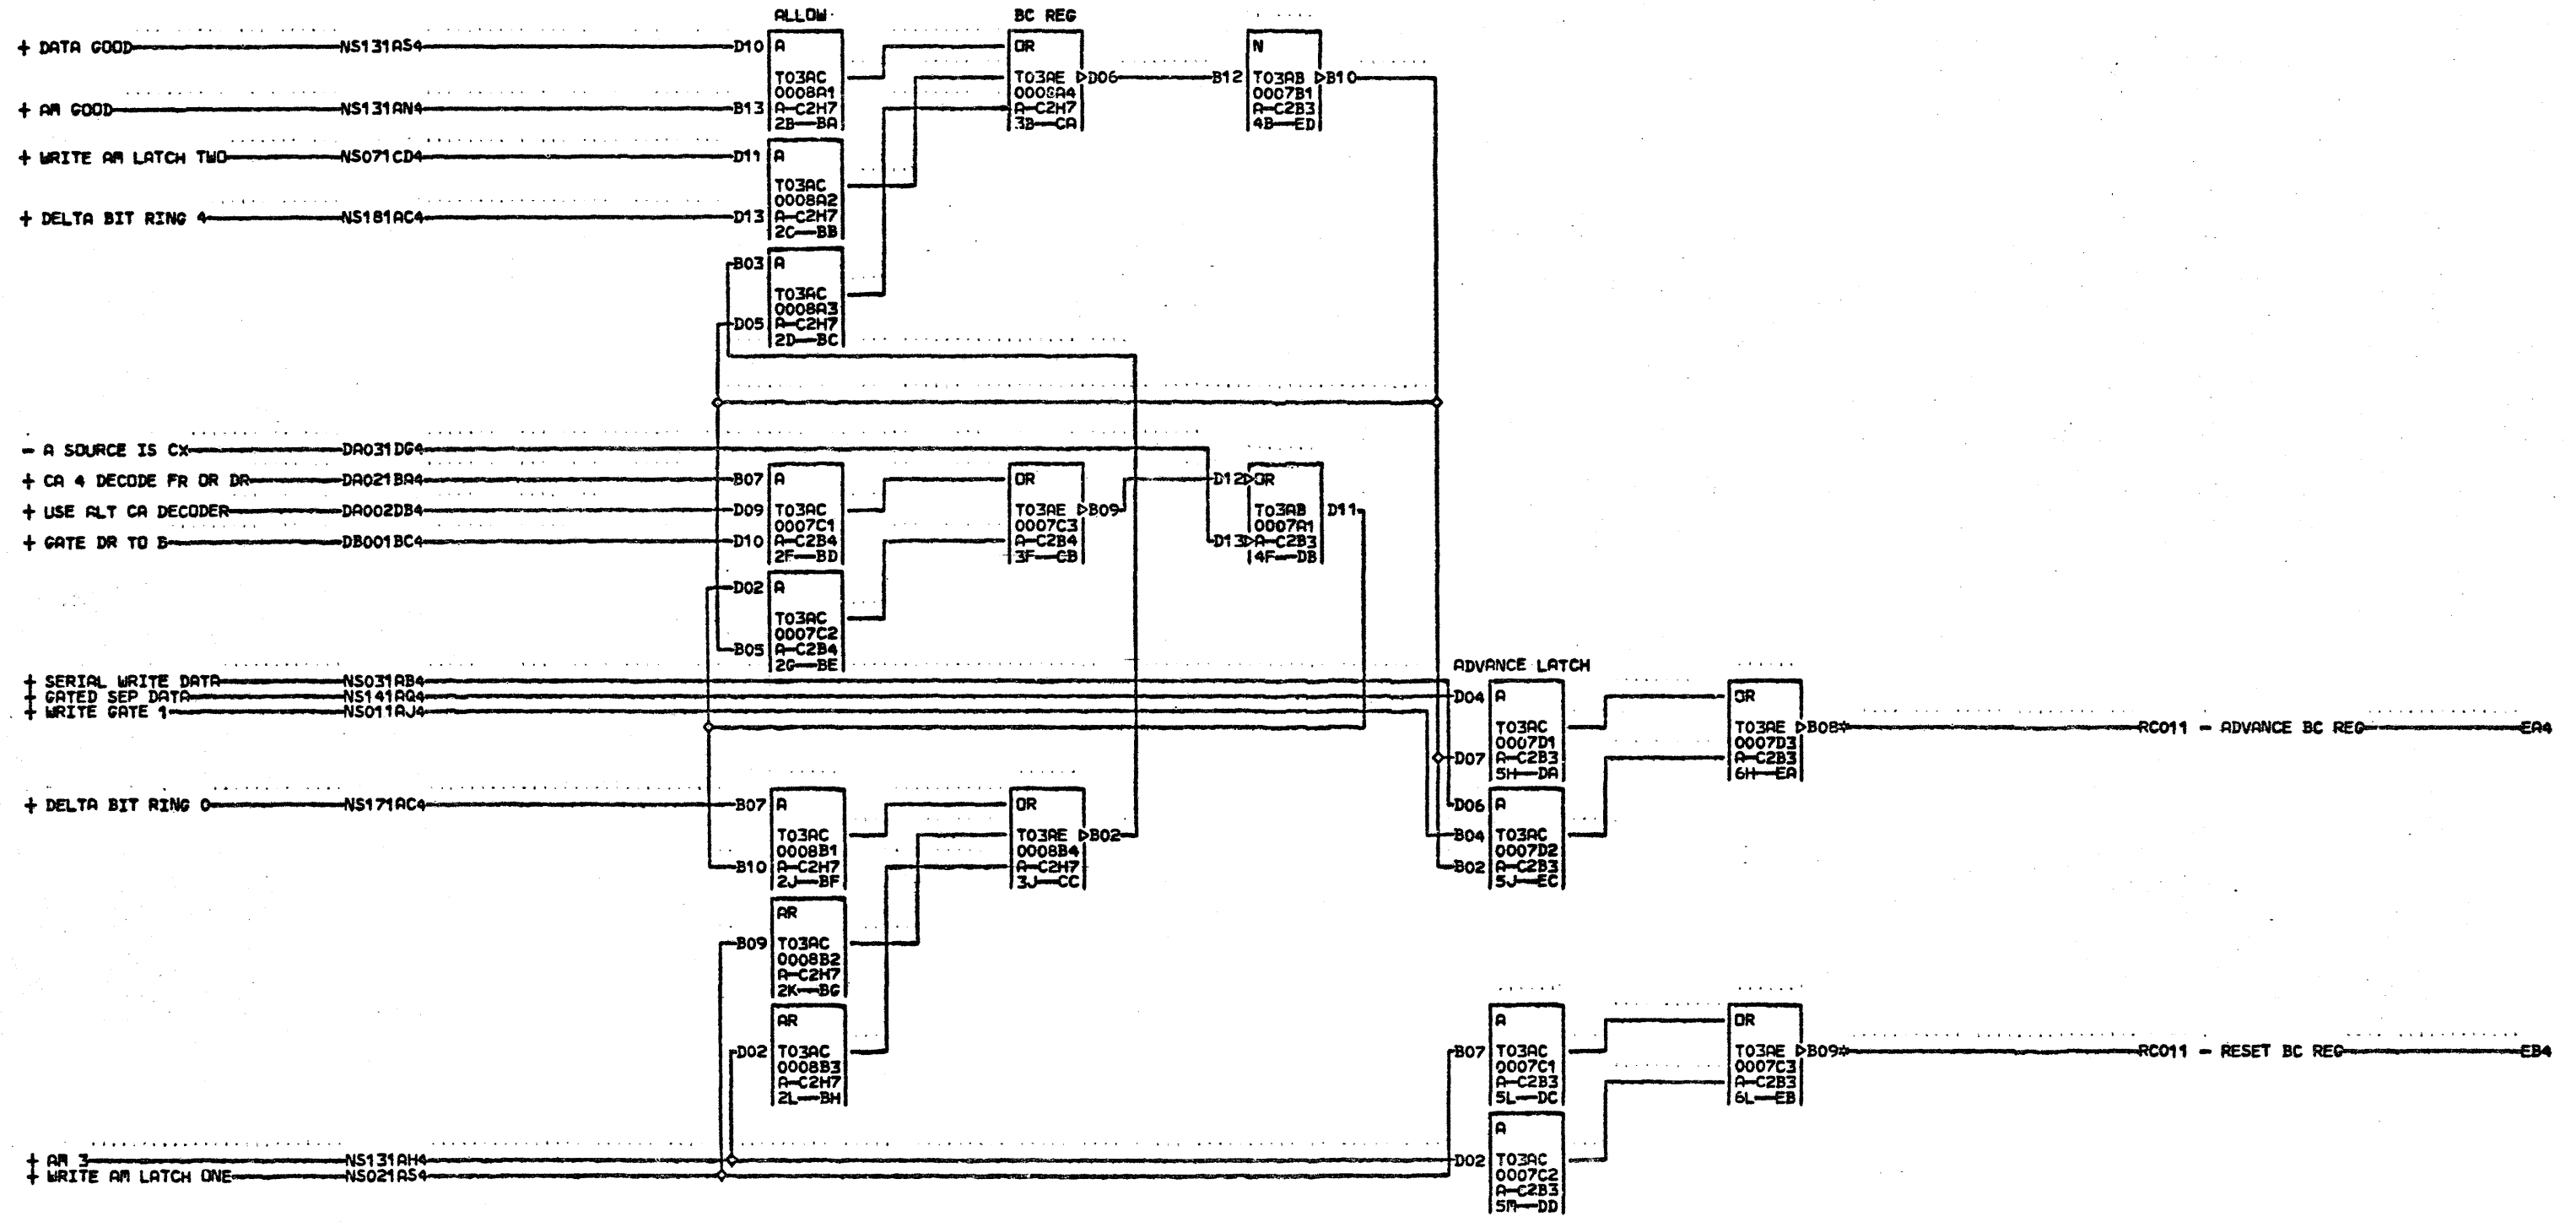 ALLOW BC REG
+ DATA GOOD NS131AS4 D10 A OR N
T03AC T03AE D06 B12 T03AB B10
0008A1 0008A4 0007B1
+ AM GOOD NS131AN4 B13 A-C2H7 A-C2H7 A-C2B3
2B-BA 3B-CA 4B-ED
+ WRITE AM LATCH TWO NS071CD4 D11 A
T03AC
0008A2
+ DELTA BIT RING 4 NS181AC4 D13 A-C2H7
2C-BB
B03 A
T03AC
0008A3
D05 A-C2H7
2D-BC
- A SOURCE IS CX DA031DG4
+ CA 4 DECODE FR OR DR DA021BA4 B07 A OR D12 OR
+ USE ALT CA DECODER DA002DB4 D09 T03AC T03AE B09 T03AB D11
0007C1 0007C3 0007A1
+ GATE DR TO B DB001BC4 D10 A-C2B4 A-C2B4 D13 A-C2B3
2F-BD 3F-CB 4F-DB
D02 A
T03AC
0007C2
B05 A-C2B4
2G-BE
ADVANCE LATCH
+ SERIAL WRITE DATA NS031AB4
+ GATED SEP DATA NS141AQ4 D04 A OR
+ WRITE GATE 1 NS011AJ4
T03AC T03AE B08* RC011 - ADVANCE BC REG EA4
0007D1 0007D3
D07 A-C2B3 A-C2B3
5H-DA 6H-EA
+ DELTA BIT RING 0 NS171AC4 B07 A OR D06 A
T03AC T03AE B02 B04 T03AC
0008B1 0008B4 0007D2
B10 A-C2H7 A-C2H7 B02 A-C2B3
2J-BF 3J-CC 5J-EC
AR
B09 T03AC
0008B2
A-C2H7
2K-BG
AR A OR
D02 T03AC B07 T03AC T03AE B09* RC011 - RESET BC REG EB4
0008B3 0007C1 0007C3
A-C2H7 A-C2B3 A-C2B3
2L-BH 5L-DC 6L-EB
A
+ AM 3 NS131AH4 D02 T03AC
+ WRITE AM LATCH ONE NS021AS4 0007C2
A-C2B3
5M-DD